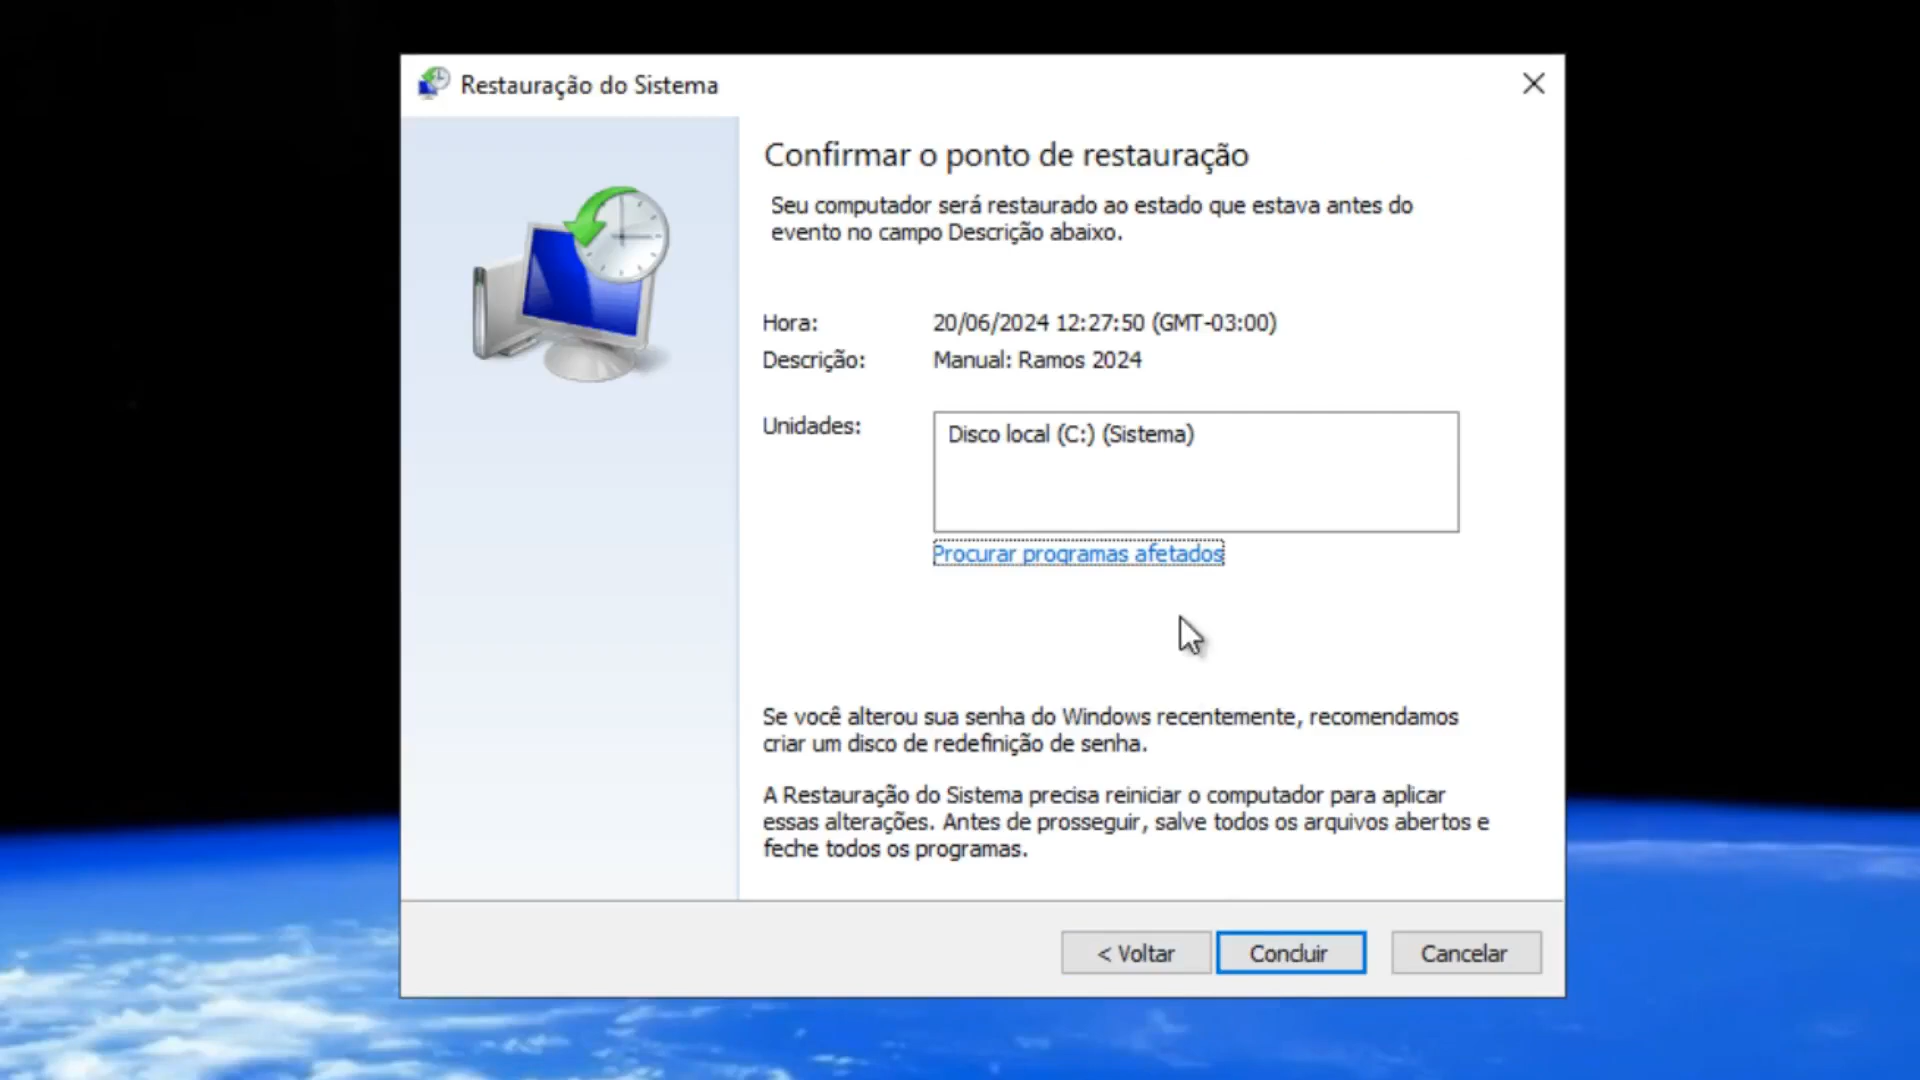 Restauração do Sistema
Confirmar o ponto de restauração
Seu computador será restaurado ao estado que estava antes do
evento no campo Descrição abaixo.
Hora: 20/06/2024 12:27:50 (GMT-03:00)
Descrição: Manual: Ramos 2024
Unidades: Disco local (C:) (Sistema)
Procurar programas afetados
Se você alterou sua senha do Windows recentemente, recomendamos
criar um disco de redefinição de senha.
A Restauração do Sistema precisa reiniciar o computador para aplicar
essas alterações. Antes de prosseguir, salve todos os arquivos abertos e
feche todos os programas.
< Voltar Concluir Cancelar